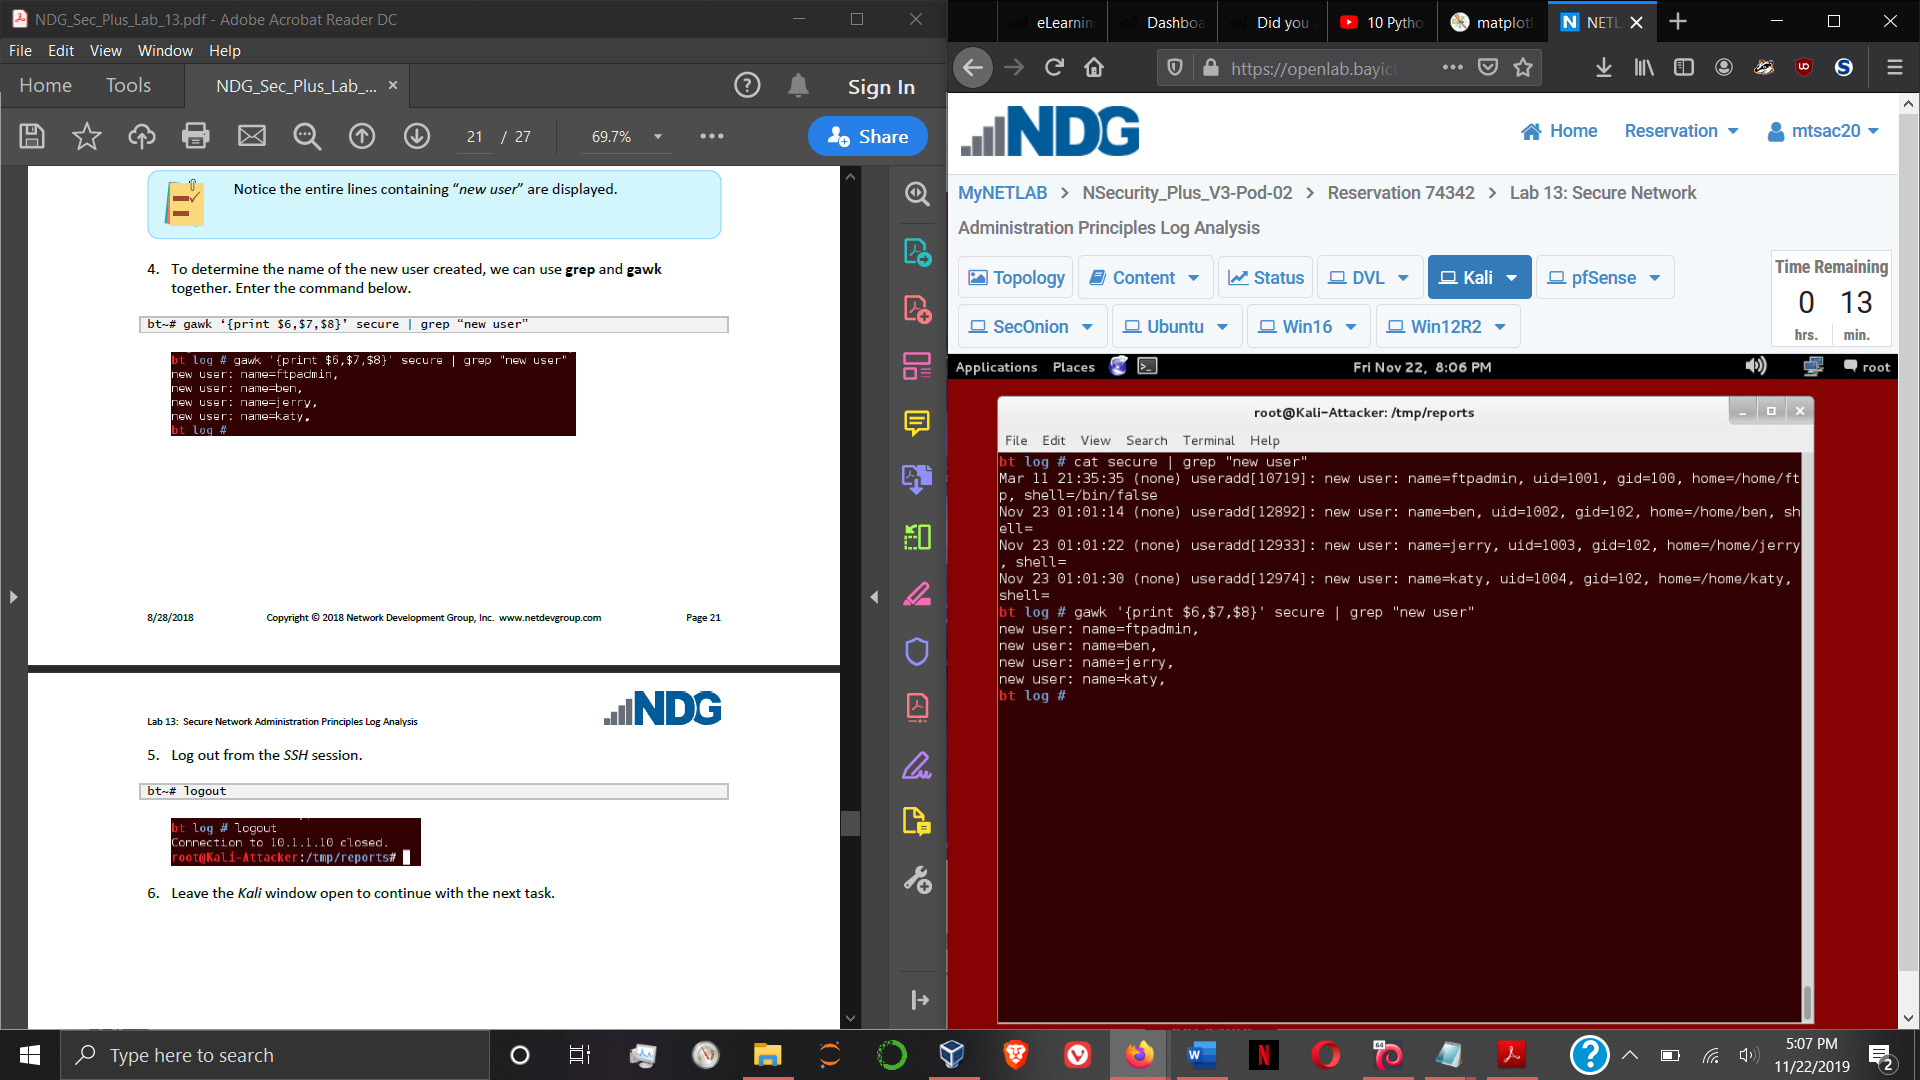 NDG_Sec_Plus_Lab_13.pdf - Adobe Acrobat Reader DC
File Edit View Window Help
Home Tools NDG_Sec_Plus_Lab_... × Sign In
21 / 27 69.7% Share
Notice the entire lines containing “new user” are displayed.
4. To determine the name of the new user created, we can use grep and gawk
together. Enter the command below.
bt~# gawk ‘{print $6,$7,$8}’ secure | grep “new user”
bt log # gawk '{print $6,$7,$8}' secure | grep "new user"
new user: name=ftpadmin,
new user: name=ben,
new user: name=jerry,
new user: name=katy,
bt log #
8/28/2018 Copyright © 2018 Network Development Group, Inc. www.netdevgroup.com Page 21
Lab 13: Secure Network Administration Principles Log Analysis
NDG
5. Log out from the SSH session.
bt~# logout
bt log # logout
Connection to 10.1.1.10 closed.
root@Kali-Attacker:/tmp/reports#
6. Leave the Kali window open to continue with the next task.
eLearnin Dashboa Did you 10 Pytho matplotl NETL
https://openlab.bayic
NDG
Home Reservation mtsac20
MyNETLAB > NSecurity_Plus_V3-Pod-02 > Reservation 74342 > Lab 13: Secure Network
Administration Principles Log Analysis
Topology Content Status DVL Kali pfSense
SecOnion Ubuntu Win16 Win12R2
Time Remaining
0 13
hrs. min.
Applications Places Fri Nov 22, 8:06 PM root
root@Kali-Attacker: /tmp/reports
File Edit View Search Terminal Help
bt log # cat secure | grep "new user"
Mar 11 21:35:35 (none) useradd[10719]: new user: name=ftpadmin, uid=1001, gid=100, home=/home/ft
p, shell=/bin/false
Nov 23 01:01:14 (none) useradd[12892]: new user: name=ben, uid=1002, gid=102, home=/home/ben, sh
ell=
Nov 23 01:01:22 (none) useradd[12933]: new user: name=jerry, uid=1003, gid=102, home=/home/jerry
, shell=
Nov 23 01:01:30 (none) useradd[12974]: new user: name=katy, uid=1004, gid=102, home=/home/katy,
shell=
bt log # gawk '{print $6,$7,$8}' secure | grep "new user"
new user: name=ftpadmin,
new user: name=ben,
new user: name=jerry,
new user: name=katy,
bt log #
Type here to search
64
5:07 PM
11/22/2019
2